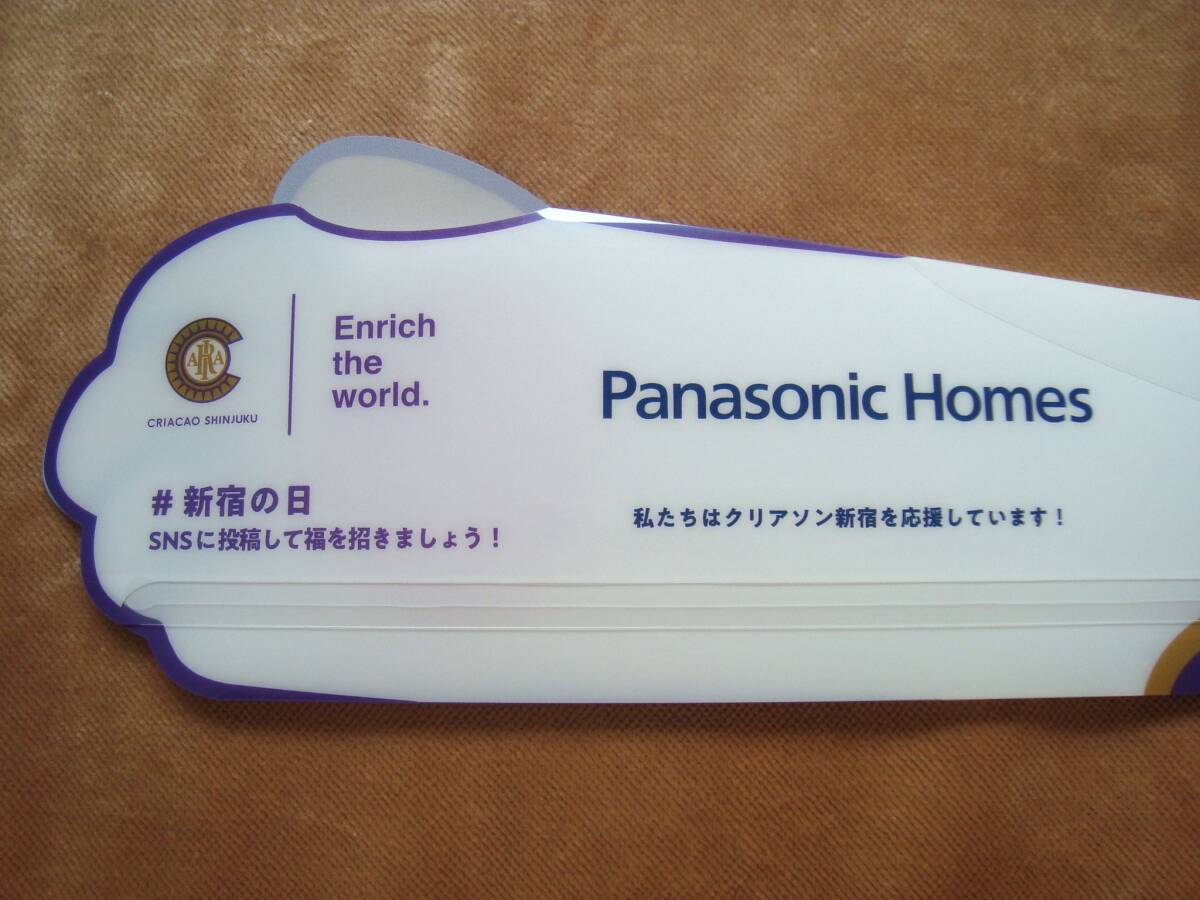 CRIACAO SHINJUKU
Enrich
the
world.
Panasonic Homes
# 新宿の日
SNSに投稿して福を招きましょう!
私たちはクリアソン新宿を応援しています!